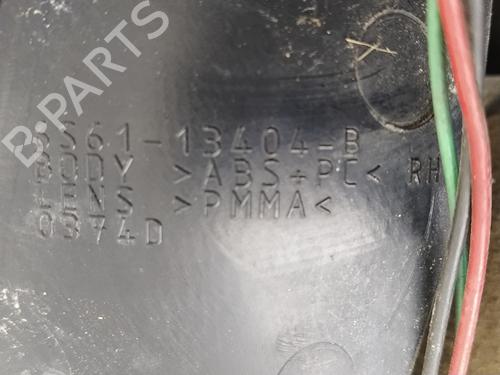 8S61-13404-B
BODY >ABS+PC< RH
LENS >PMMA<
0374D
B-PARTS